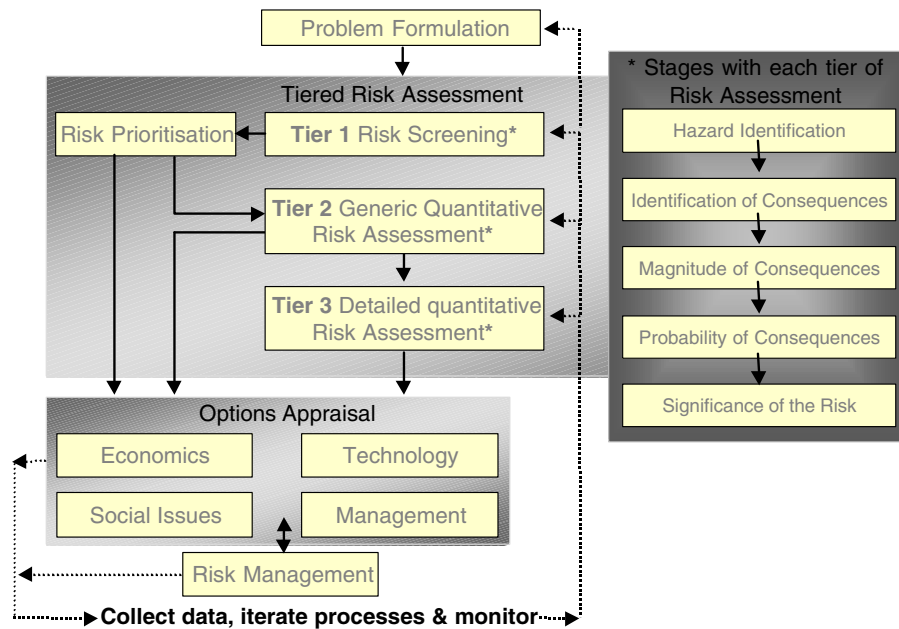 Problem Formulation
Tiered Risk Assessment
Risk Prioritisation
Tier 1 Risk Screening*
Tier 2 Generic Quantitative
Risk Assessment*
Tier 3 Detailed quantitative
Risk Assessment*
Options Appraisal
Economics
Technology
Social Issues
Management
Risk Management
Collect data, iterate processes & monitor
* Stages with each tier of
Risk Assessment
Hazard Identification
Identification of Consequences
Magnitude of Consequences
Probability of Consequences
Significance of the Risk